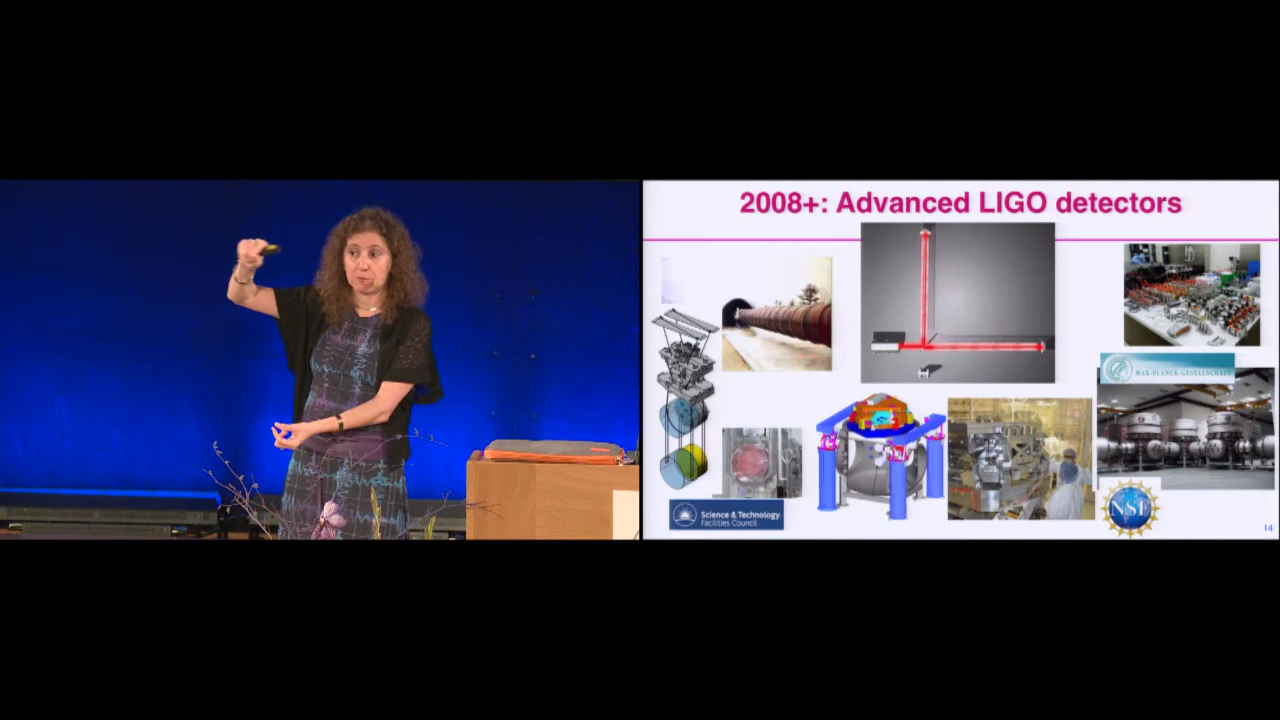 2008+: Advanced LIGO detectors
MAX-PLANCK-GESELLSCHAFT
Science & Technology
Facilities Council
NSF
14